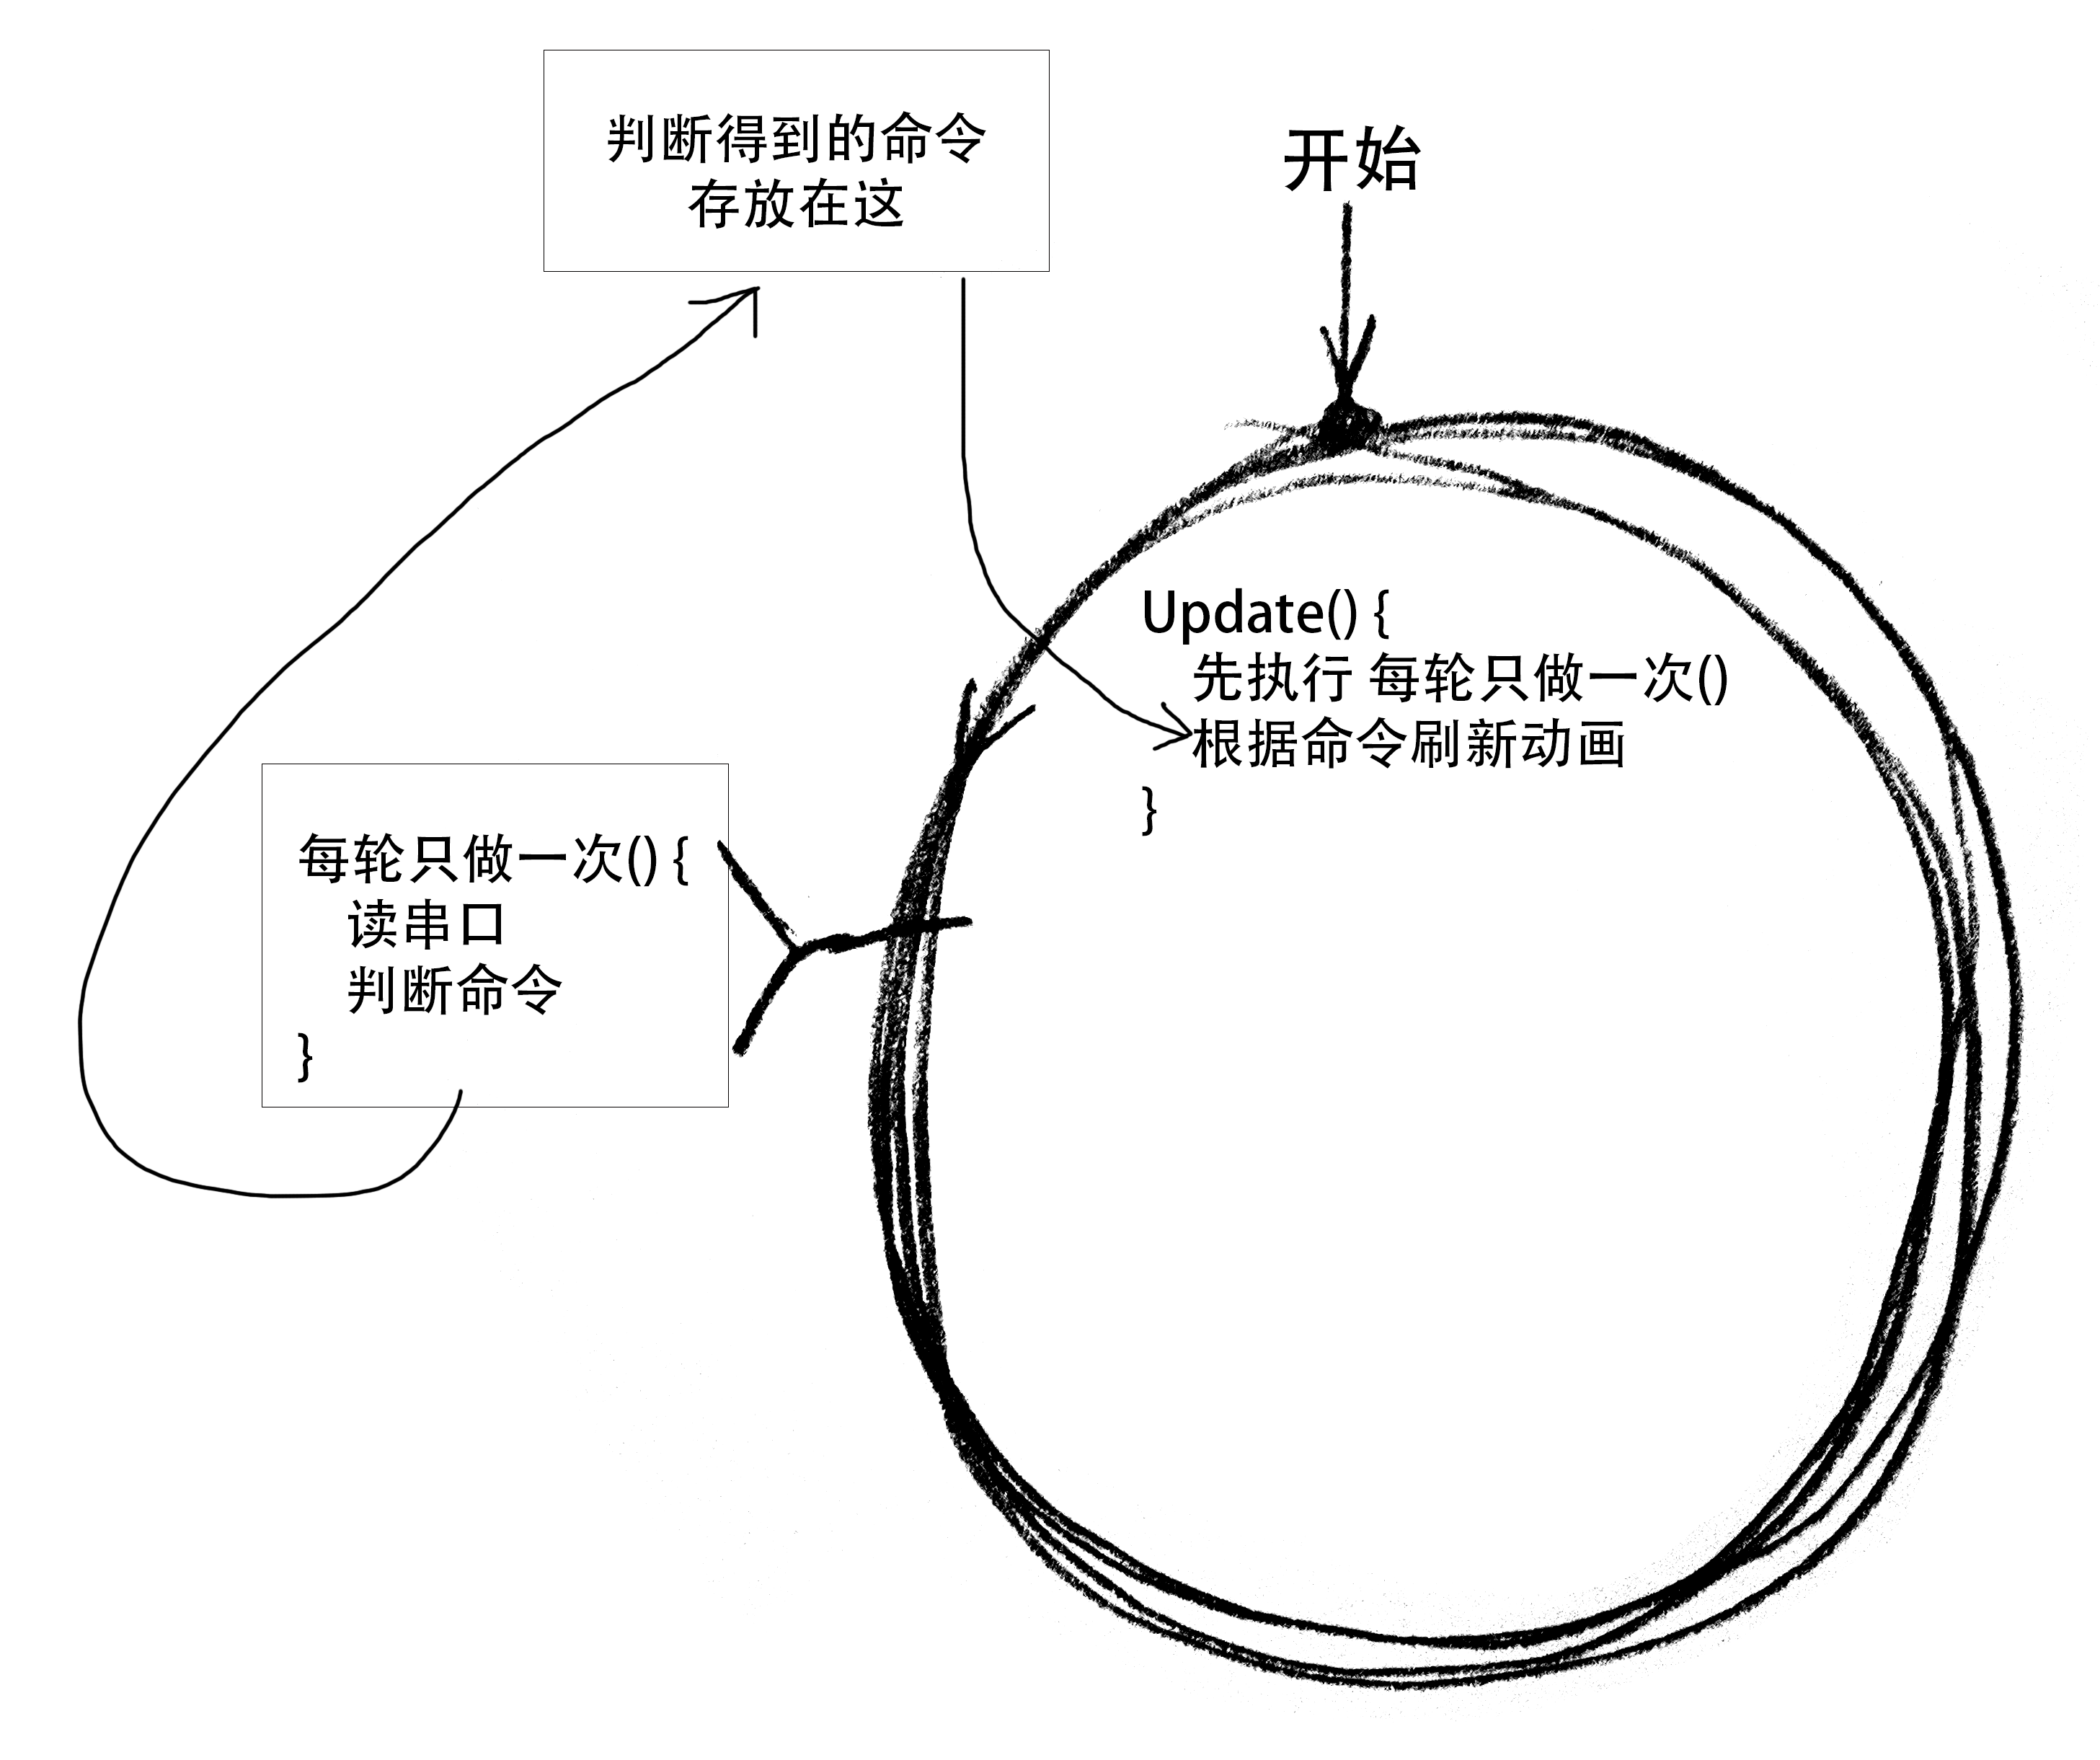 判断得到的命令
存放在这
开始
Update() {
先执行 每轮只做一次()
根据命令刷新动画
}
每轮只做一次() {
读串口
判断命令
}